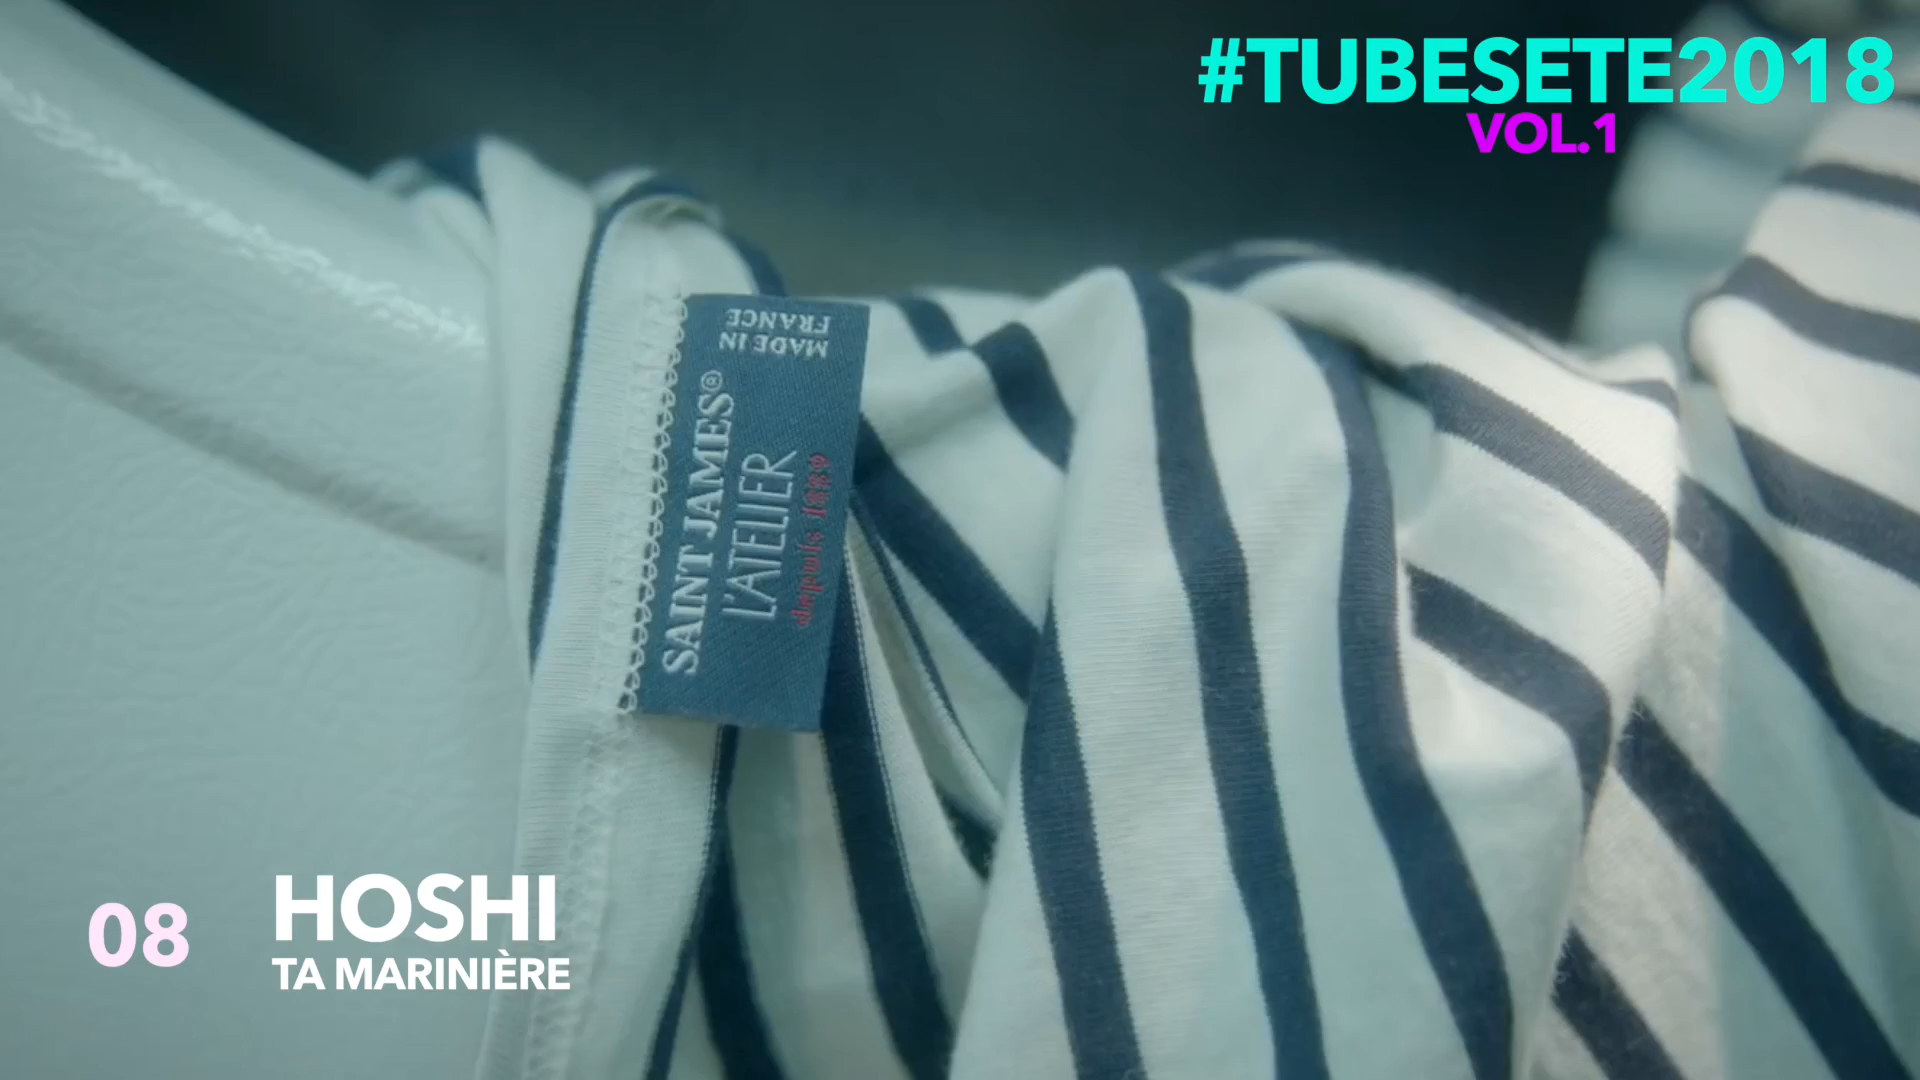 #TUBESETE2018
VOL.1
MADE IN
FRANCE
SAINT JAMES®
L'ATELIER
depuis 1889
08
HOSHI
TA MARINIÈRE